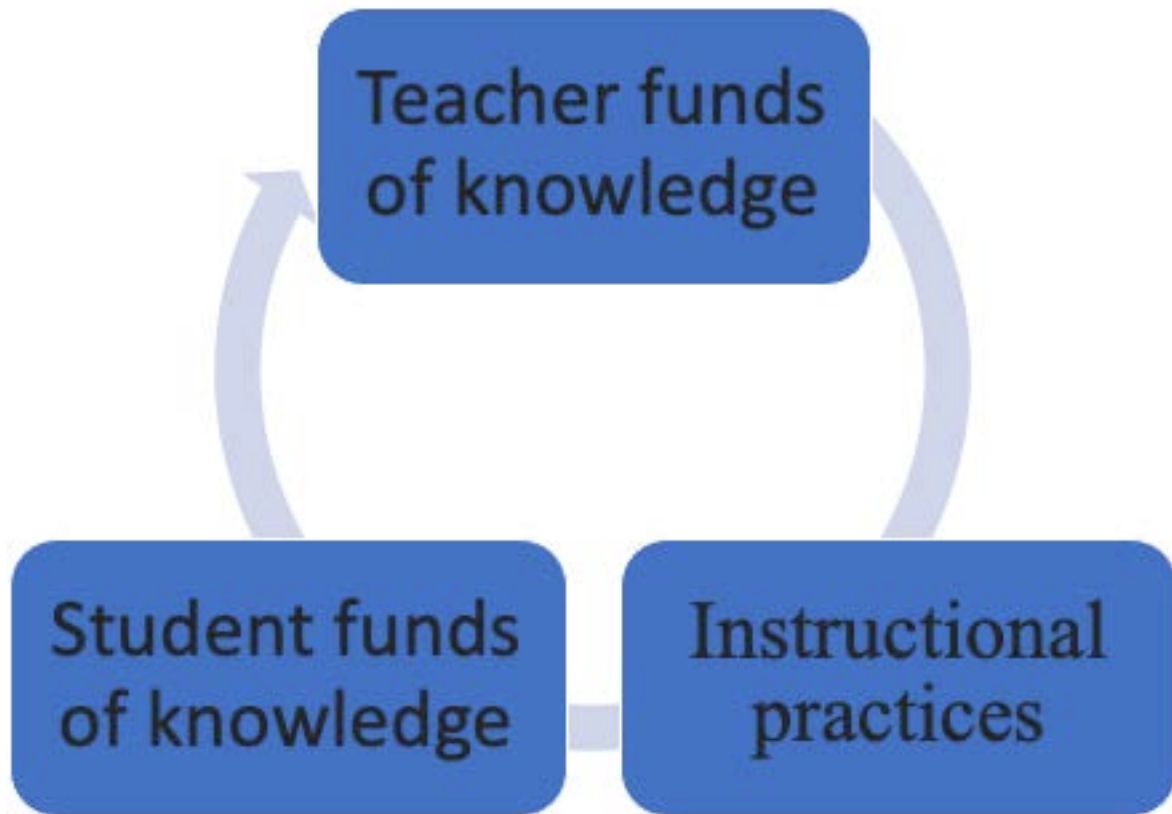 Teacher funds
of knowledge
Student funds
of knowledge
Instructional
practices